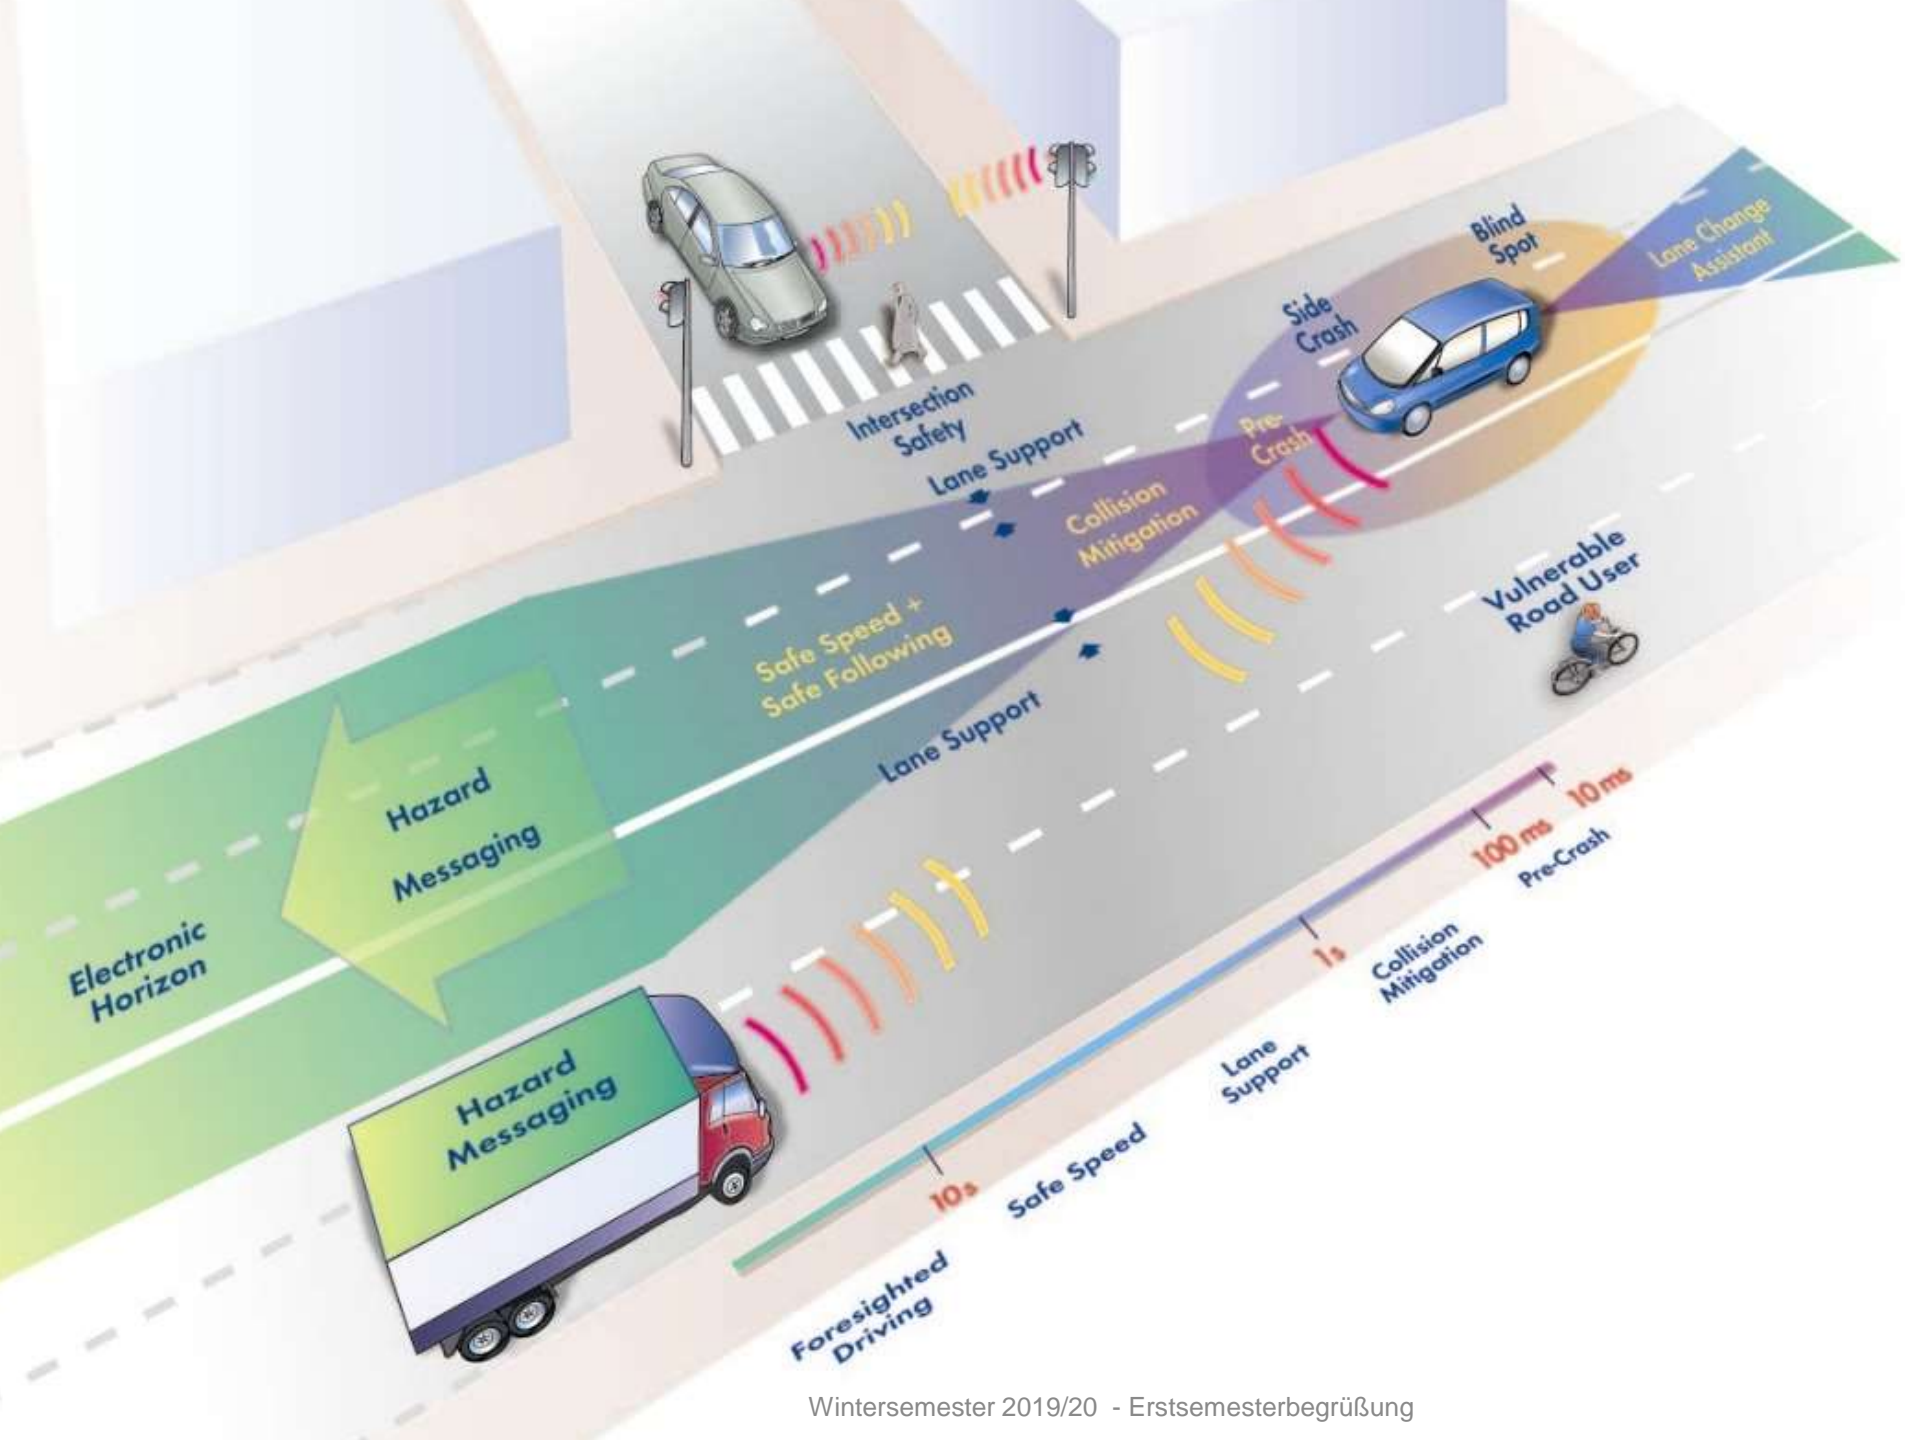 Blind
Spot
Lane Change
Assistant
Side
Crash
Intersection
Safety
Lane Support
Pre-
Crash
Collision
Mitigation
Vulnerable
Road User
Safe Speed +
Safe Following
Lane Support
Hazard
Messaging
Electronic
Horizon
Hazard
Messaging
10 ms
100 ms
Pre-Crash
1s
Collision
Mitigation
Lane
Support
10s
Safe Speed
Foresighted
Driving
Wintersemester 2019/20 - Erstsemesterbegrüßung